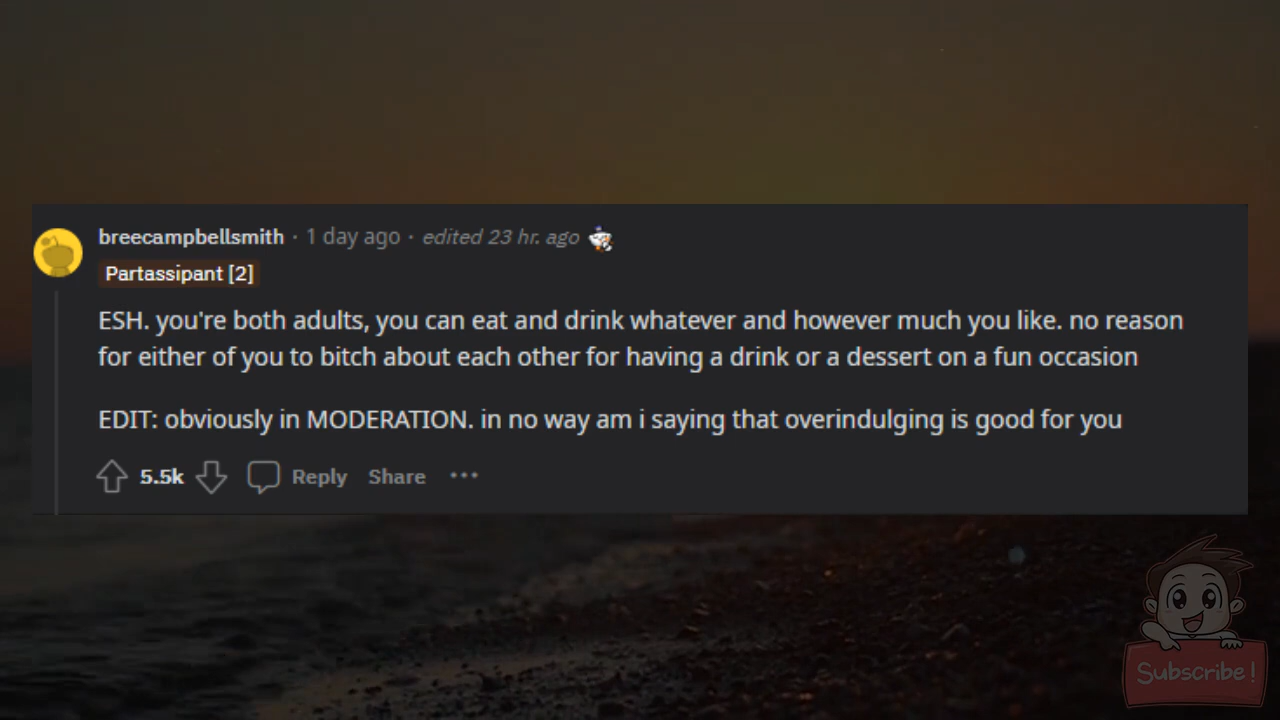 breecampbellsmith · 1 day ago · edited 23 hr. ago
Partassipant [2]
ESH. you're both adults, you can eat and drink whatever and however much you like. no reason
for either of you to bitch about each other for having a drink or a dessert on a fun occasion
EDIT: obviously in MODERATION. in no way am i saying that overindulging is good for you
5.5k Reply Share ···
Subscribe!